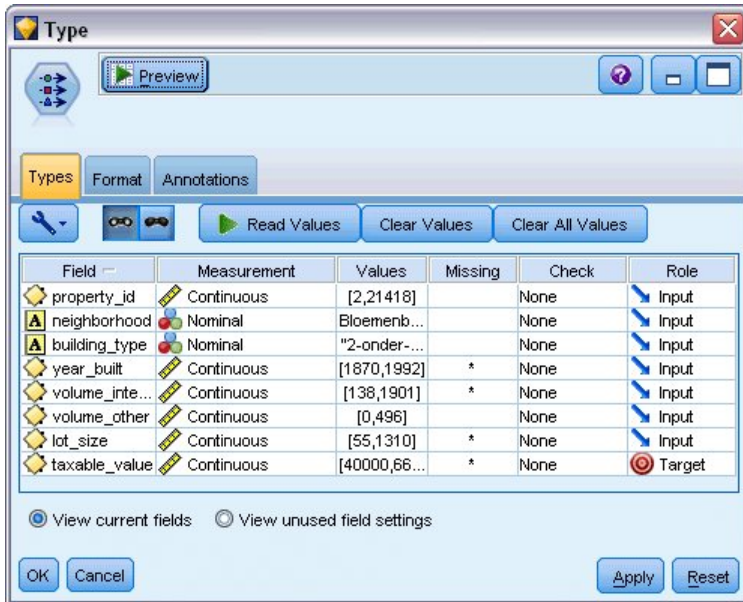 Type
Preview
Types Format Annotations
Read Values Clear Values Clear All Values
Field Measurement Values Missing Check Role
property_id Continuous [2,21418] None Input
A neighborhood Nominal Bloemenb... None Input
A building_type Nominal "2-onder-... None Input
year_built Continuous [1870,1992] * None Input
volume_inte... Continuous [138,1901] * None Input
volume_other Continuous [0,496] None Input
lot_size Continuous [55,1310] * None Input
taxable_value Continuous [40000,66... * None Target
View current fields View unused field settings
OK Cancel Apply Reset